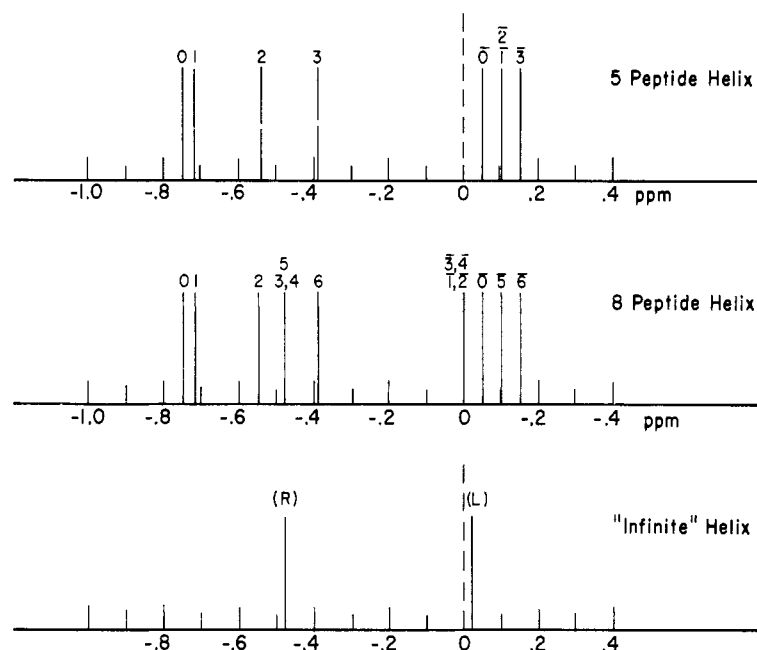 2̅
0 1 2 3 0̅ 1̅ 3̅
5 Peptide Helix
-1.0 -.8 -.6 -.4 -.2 0 .2 .4 ppm
5 3̅,4̅
0 1 2 3,4 6 1̅,2̅ 0̅ 5̅ 6̅
8 Peptide Helix
-1.0 -.8 -.6 -.4 -.2 0 -.2 -.4 ppm
(R) (L)
"Infinite" Helix
-.8 -.6 -.4 -.2 0 .2 .4